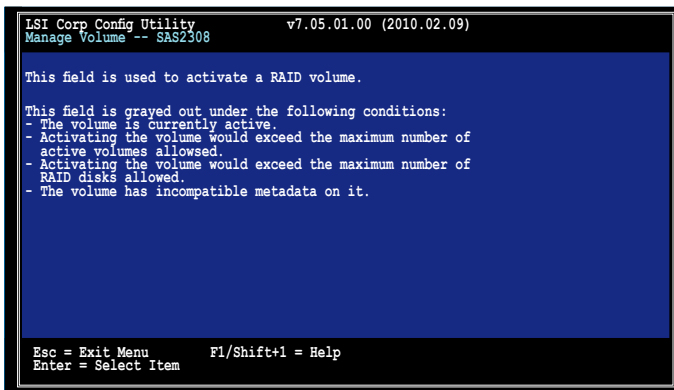 LSI Corp Config Utility v7.05.01.00 (2010.02.09)
Manage Volume -- SAS2308
This field is used to activate a RAID volume.
This field is grayed out under the following conditions:
- The volume is currently active.
- Activating the volume would exceed the maximum number of
active volumes allowsed.
- Activating the volume would exceed the maximum number of
RAID disks allowed.
- The volume has incompatible metadata on it.
Esc = Exit Menu F1/Shift+1 = Help
Enter = Select Item